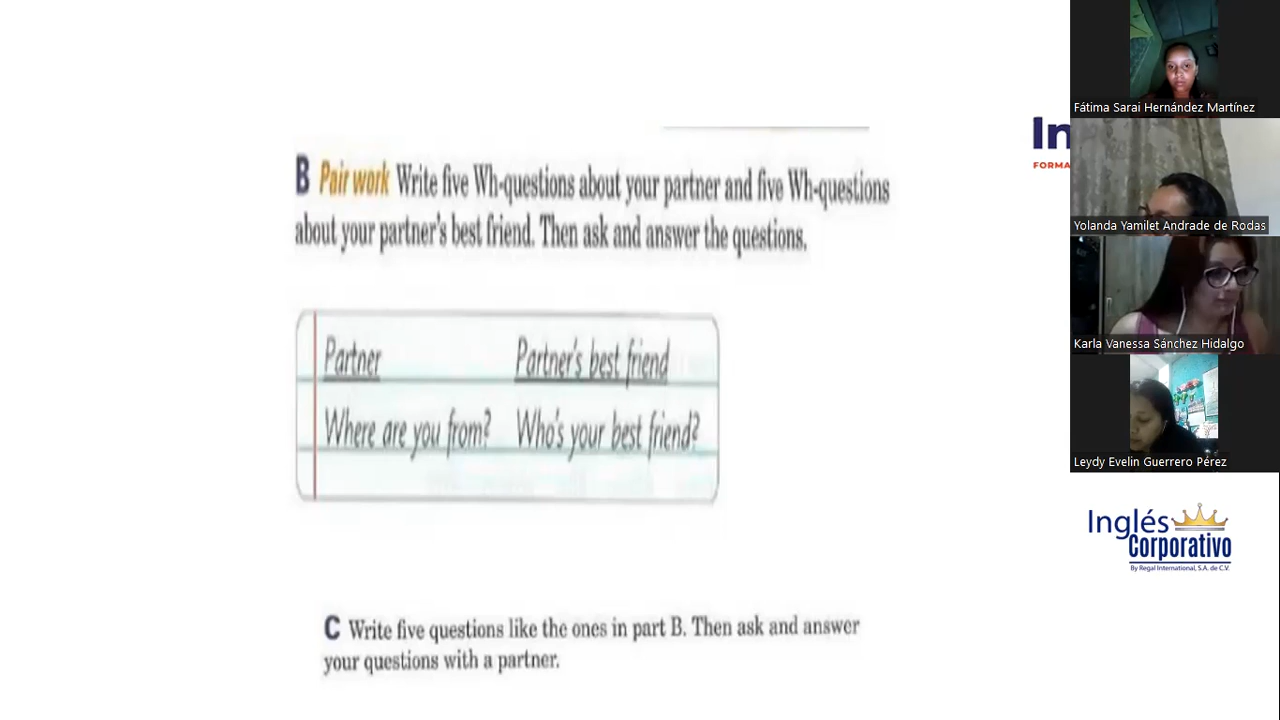 B Pair work Write five Wh-questions about your partner and five Wh-questions
about your partner's best friend. Then ask and answer the questions.
Partner Partner's best friend
Where are you from? Who's your best friend?
C Write five questions like the ones in part B. Then ask and answer
your questions with a partner.
In
FORMA
Fátima Sarai Hernández Martínez
Yolanda Yamilet Andrade de Rodas
Karla Vanessa Sánchez Hidalgo
Leydy Evelin Guerrero Pérez
Inglés
Corporativo
By Regal International, S.A. de C.V.